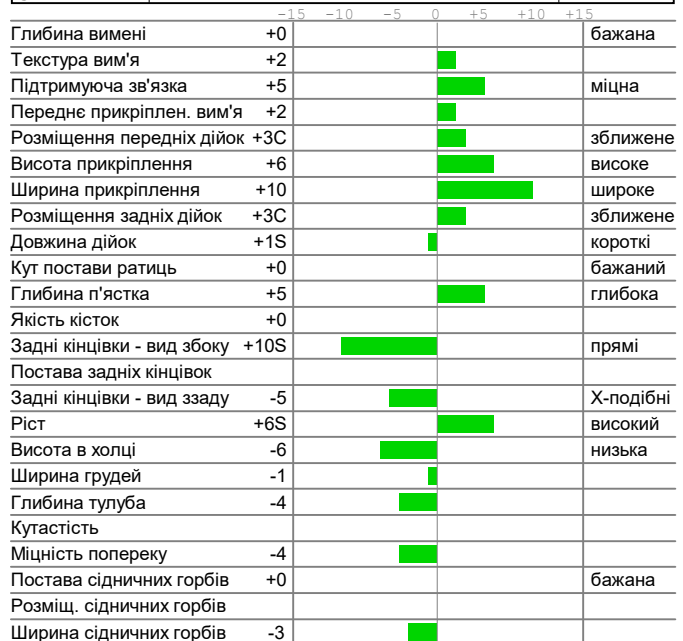 -15 -10 -5 0 +5 +10 +15
Глибина вимені +0 бажана
Текстура вим'я +2
Підтримуюча зв'язка +5 міцна
Переднє прикріплен. вим'я +2
Розміщення передніх дійок +3C зближене
Висота прикріплення +6 високе
Ширина прикріплення +10 широке
Розміщення задніх дійок +3C зближене
Довжина дійок +1S короткі
Кут постави ратиць +0 бажаний
Глибина п'ястка +5 глибока
Якість кісток +0
Задні кінцівки - вид збоку +10S прямі
Постава задніх кінцівок
Задні кінцівки - вид ззаду -5 Х-подібні
Ріст +6S високий
Висота в холці -6 низька
Ширина грудей -1
Глибина тулуба -4
Кутастість
Міцність попереку -4
Постава сідничних горбів +0 бажана
Розміщ. сідничних горбів
Ширина сідничних горбів -3